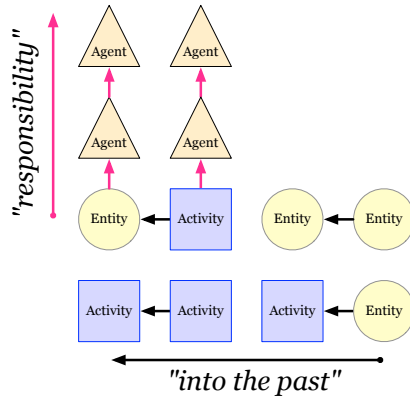 Agent
Agent
Agent
Agent
"responsibility"
Entity
Activity
Entity
Entity
Activity
Activity
Activity
Entity
"into the past"